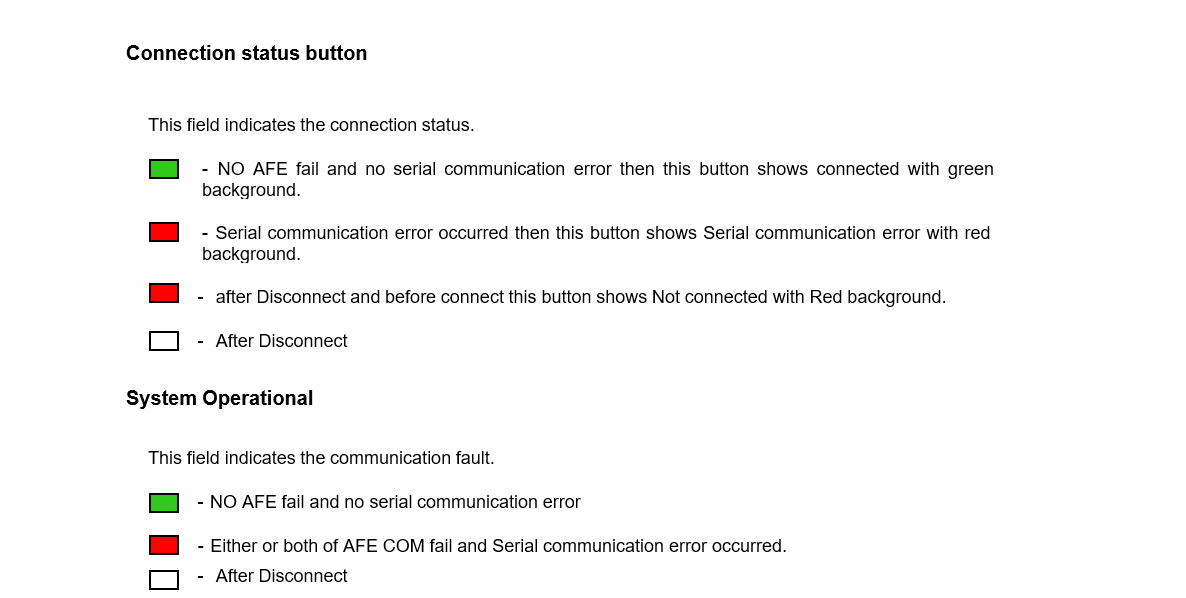 Connection status button
This field indicates the connection status.
- NO AFE fail and no serial communication error then this button shows connected with green
background.
- Serial communication error occurred then this button shows Serial communication error with red
background.
- after Disconnect and before connect this button shows Not connected with Red background.
- After Disconnect
System Operational
This field indicates the communication fault.
- NO AFE fail and no serial communication error
- Either or both of AFE COM fail and Serial communication error occurred.
- After Disconnect